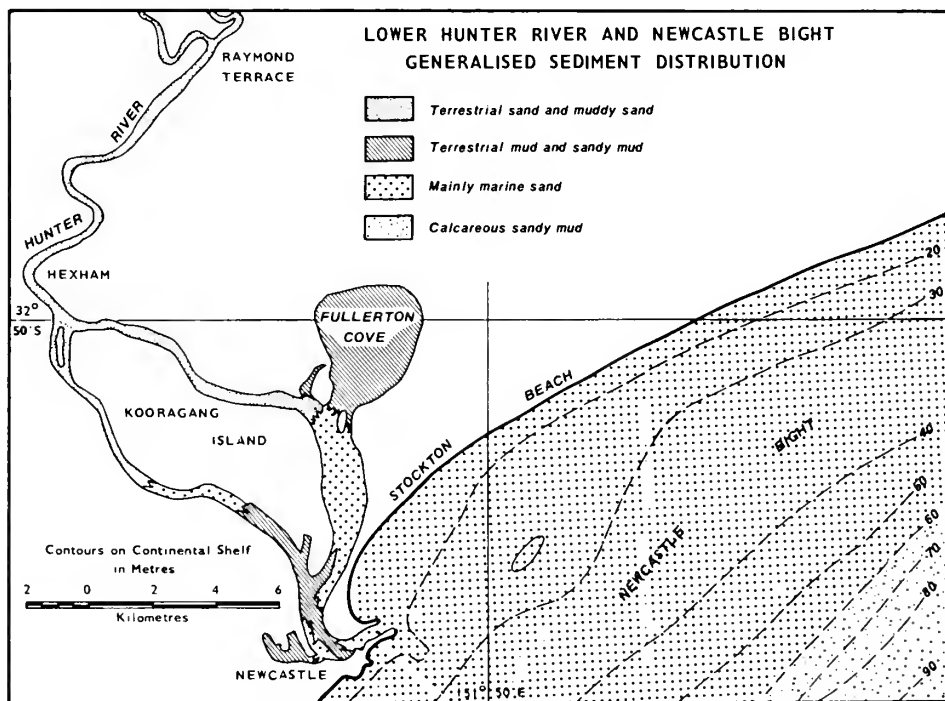 LOWER HUNTER RIVER AND NEWCASTLE BIGHT
GENERALISED SEDIMENT DISTRIBUTION
Terrestrial sand and muddy sand
Terrestrial mud and sandy mud
Mainly marine sand
Calcareous sandy mud
RAYMOND
TERRACE
RIVER
HUNTER
HEXHAM
32°
50'S
FULLERTON
COVE
KOORAGANG
ISLAND
STOCKTON
BEACH
NEWCASTLE
BIGHT
20
30
40
50
60
70
80
90
Contours on Continental Shelf
in Metres
2 0 2 4 6
Kilometres
NEWCASTLE
151° 50'E